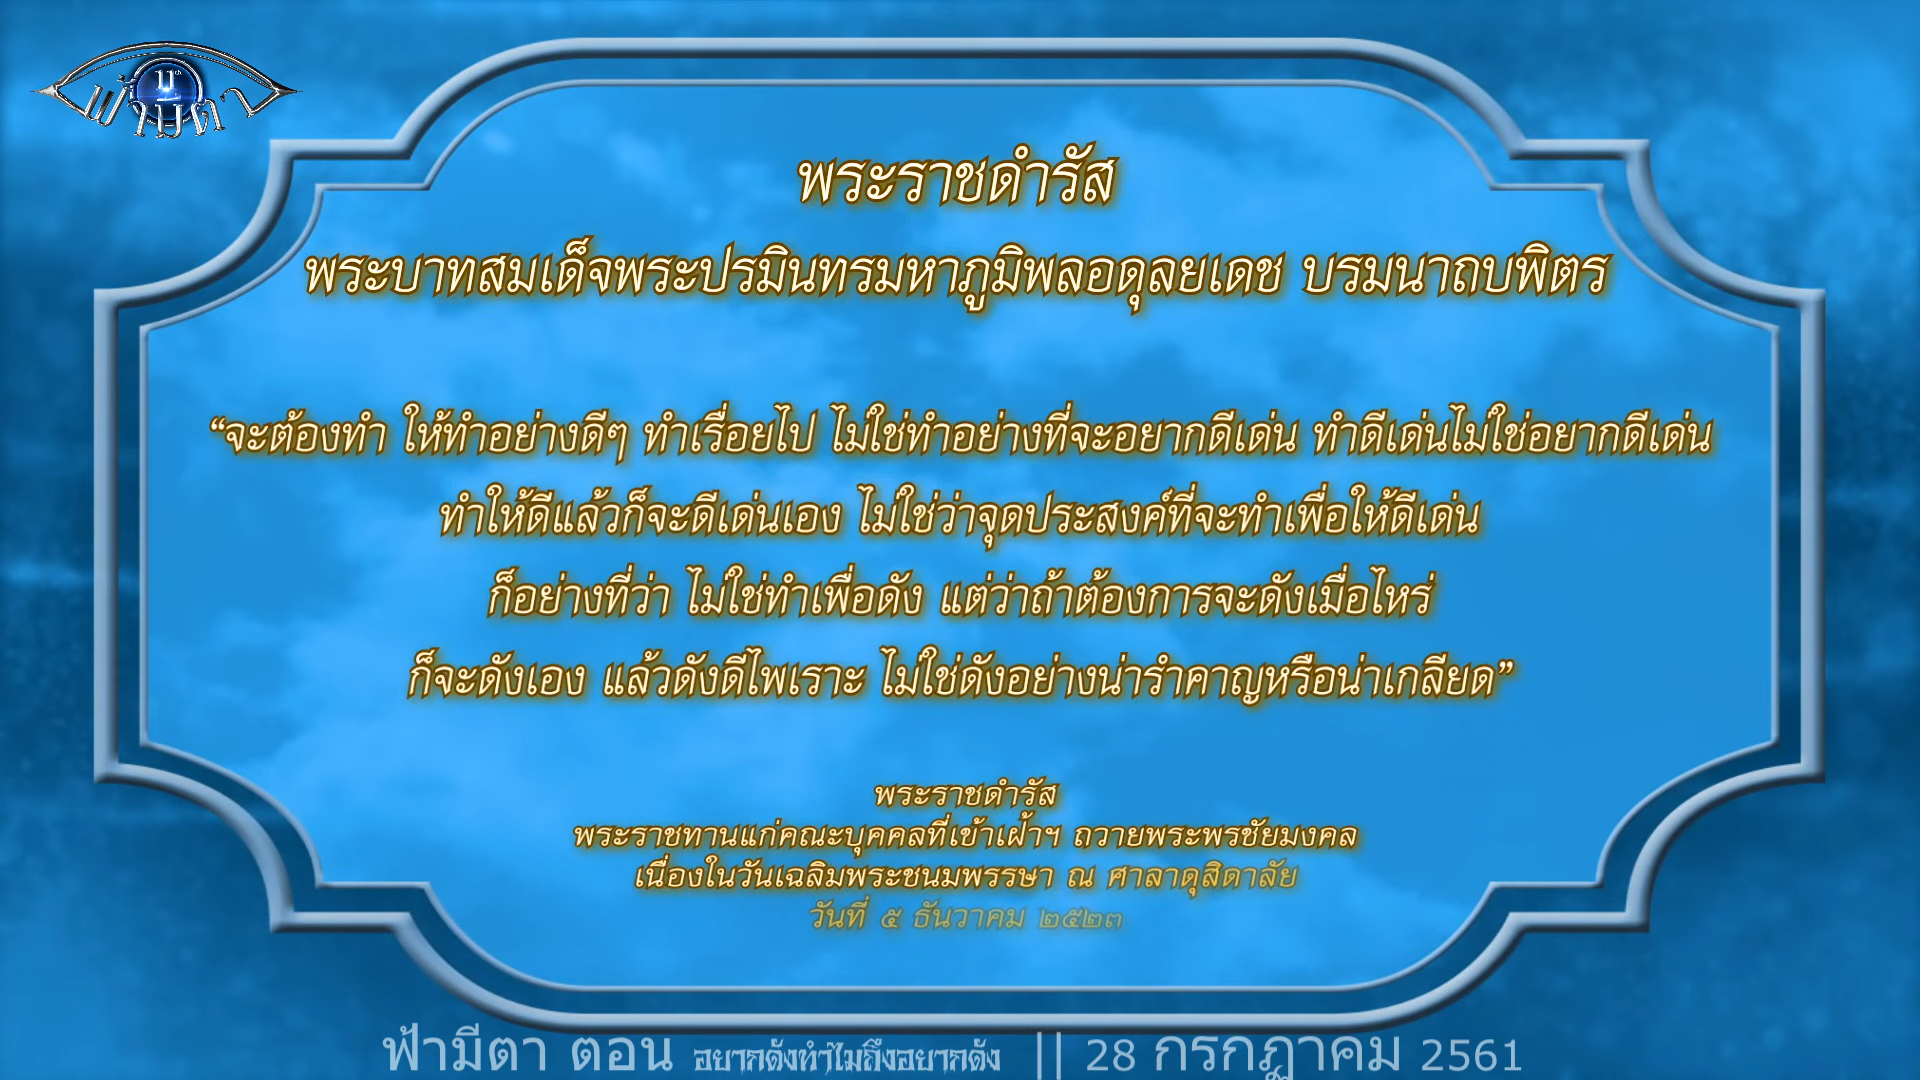 ฟ้ามีตา
พระราชดำรัส
พระบาทสมเด็จพระปรมินทรมหาภูมิพลอดุลยเดช บรมนาถบพิตร
“จะต้องทำ ให้ทำอย่างดีๆ ทำเรื่อยไป ไม่ใช่ทำอย่างที่จะอยากดีเด่น ทำดีเด่นไม่ใช่อยากดีเด่น
ทำให้ดีแล้วก็จะดีเด่นเอง ไม่ใช่ว่าจุดประสงค์ที่จะทำเพื่อให้ดีเด่น
ก็อย่างที่ว่า ไม่ใช่ทำเพื่อดัง แต่ว่าถ้าต้องการจะดังเมื่อไหร่
ก็จะดังเอง แล้วดังดีไพเราะ ไม่ใช่ดังอย่างน่ารำคาญหรือน่าเกลียด”
พระราชดำรัส
พระราชทานแก่คณะบุคคลที่เข้าเฝ้าฯ ถวายพระพรชัยมงคล
เนื่องในวันเฉลิมพระชนมพรรษา ณ ศาลาดุสิดาลัย
วันที่ ๕ ธันวาคม ๒๕๒๓
ฟ้ามีตา ตอน อยากดังทำไมถึงอยากดัง || 28 กรกฎาคม 2561